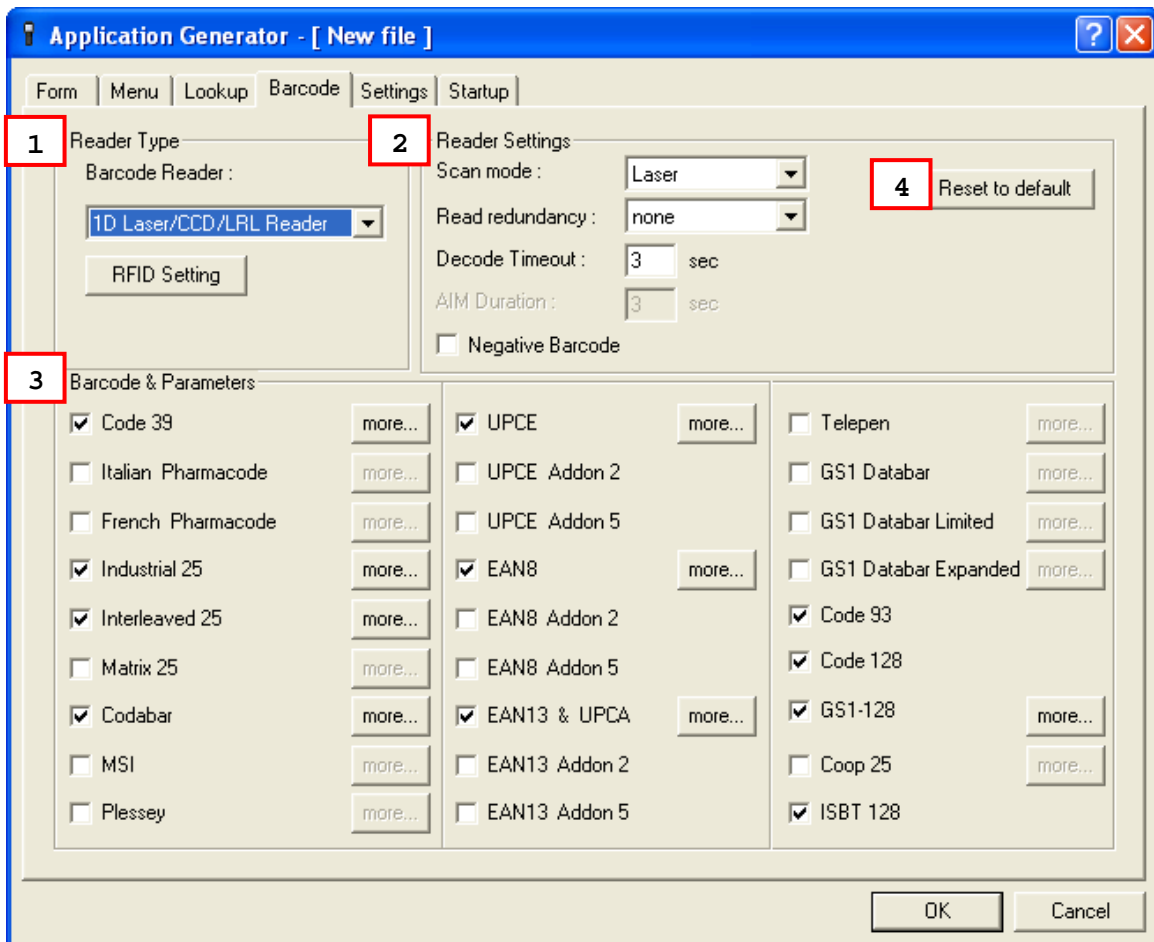 Application Generator - [ New file ]
Form Menu Lookup Barcode Settings Startup
1 Reader Type
Barcode Reader :
1D Laser/CCD/LRL Reader
RFID Setting
2 Reader Settings
Scan mode : Laser
Read redundancy : none
Decode Timeout : 3 sec
AIM Duration : 3 sec
Negative Barcode
4 Reset to default
3 Barcode & Parameters
Code 39 more...
Italian Pharmacode more...
French Pharmacode more...
Industrial 25 more...
Interleaved 25 more...
Matrix 25 more...
Codabar more...
MSI more...
Plessey more...
UPCE more...
UPCE Addon 2
UPCE Addon 5
EAN8 more...
EAN8 Addon 2
EAN8 Addon 5
EAN13 & UPCA more...
EAN13 Addon 2
EAN13 Addon 5
Telepen more...
GS1 Databar more...
GS1 Databar Limited more...
GS1 Databar Expanded more...
Code 93
Code 128
GS1-128 more...
Coop 25 more...
ISBT 128
OK Cancel